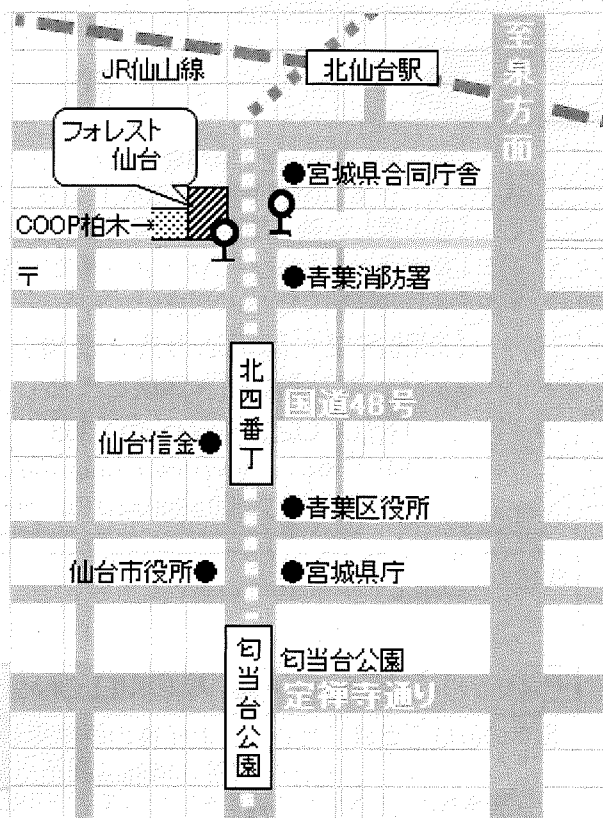 JR仙山線
北仙台駅
至泉方面
フォレスト
仙台
●宮城県合同庁舎
COOP柏木→
〒
●青葉消防署
北四番丁
国道48号
仙台信金●
●青葉区役所
仙台市役所●
●宮城県庁
匂当台公園
匂当台公園
定禅寺通り